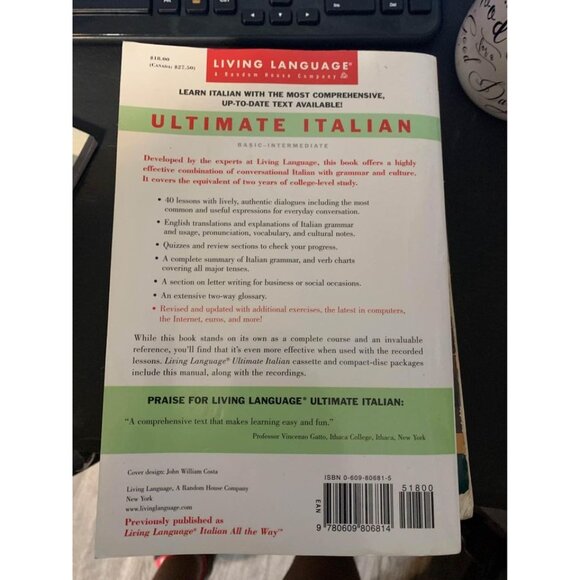 $18.00
(Canada: $27.50)
LIVING LANGUAGE®
A Random House Company
LEARN ITALIAN WITH THE MOST COMPREHENSIVE,
UP-TO-DATE TEXT AVAILABLE!
ULTIMATE ITALIAN
BASIC–INTERMEDIATE
Developed by the experts at Living Language, this book offers a highly
effective combination of conversational Italian with grammar and culture.
It covers the equivalent of two years of college-level study.
• 40 lessons with lively, authentic dialogues including the most
common and useful expressions for everyday conversation.
• English translations and explanations of Italian grammar
and usage, pronunciation, vocabulary, and cultural notes.
• Quizzes and review sections to check your progress.
• A complete summary of Italian grammar, and verb charts
covering all major tenses.
• A section on letter writing for business or social occasions.
• An extensive two-way glossary.
• Revised and updated with additional exercises, the latest in computers,
the Internet, euros, and more!
While this book stands on its own as a complete course and an invaluable
reference, you'll find that it's even more effective when used with the recorded
lessons. Living Language® Ultimate Italian cassette and compact-disc packages
include this manual, along with the recordings.
PRAISE FOR LIVING LANGUAGE® ULTIMATE ITALIAN:
"A comprehensive text that makes learning easy and fun."
Professor Vincenzo Gatto, Ithaca College, Ithaca, New York
Cover design: John William Costa
Living Language, A Random House Company
New York
www.livinglanguage.com
Previously published as
Living Language® Italian All the Way™
ISBN 0-609-80681-5
51800
EAN
9 780609 806814